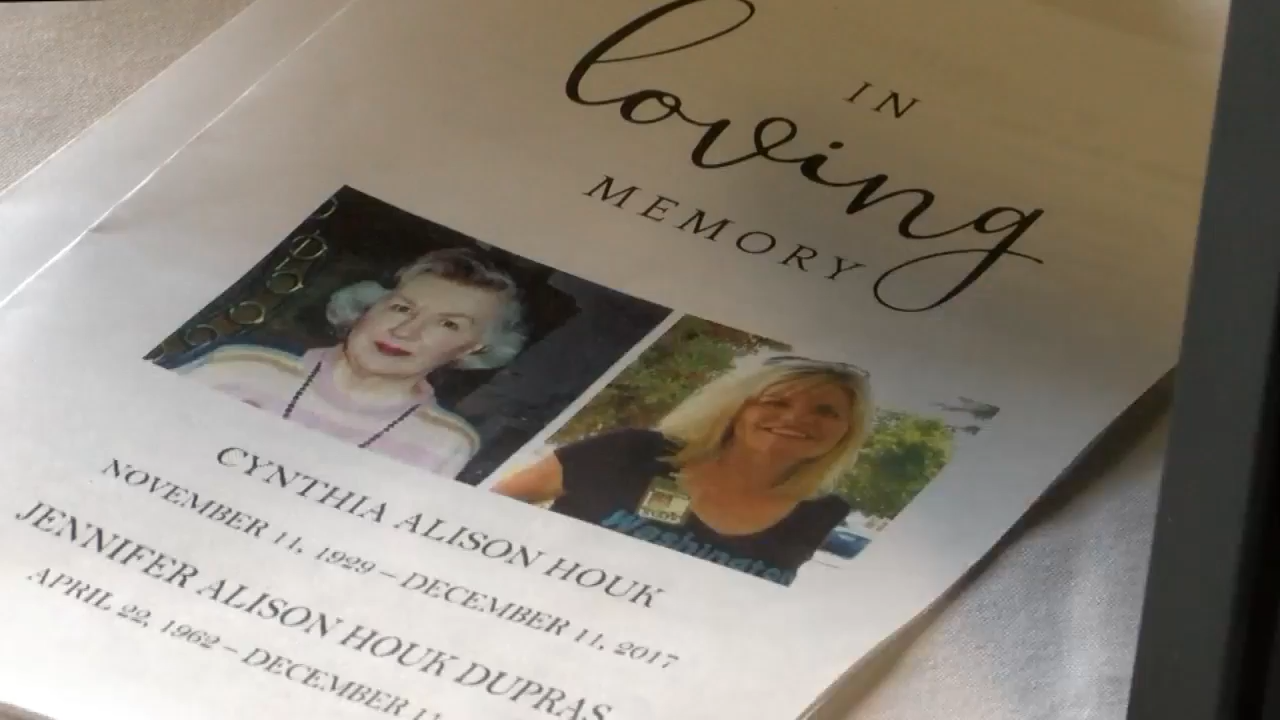 IN
loving
MEMORY
Washington
CYNTHIA ALISON HOUK
NOVEMBER 11, 1929 – DECEMBER 11, 2017
JENNIFER ALISON HOUK DUPRAS
APRIL 22, 1962 – DECEMBER